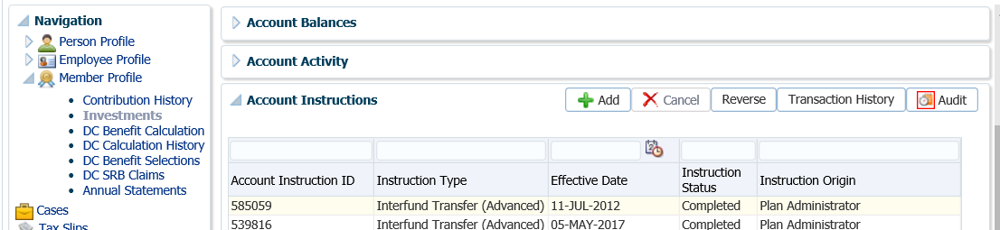 Navigation
Person Profile
Employee Profile
Member Profile
Contribution History
Investments
DC Benefit Calculation
DC Calculation History
DC Benefit Selections
DC SRB Claims
Annual Statements
Cases
Tax Slips
Account Balances
Account Activity
Account Instructions Add Cancel Reverse Transaction History Audit
Account Instruction ID Instruction Type Effective Date Instruction Status Instruction Origin
585059 Interfund Transfer (Advanced) 11-JUL-2012 Completed Plan Administrator
539816 Interfund Transfer (Advanced) 05-MAY-2017 Completed Plan Administrator